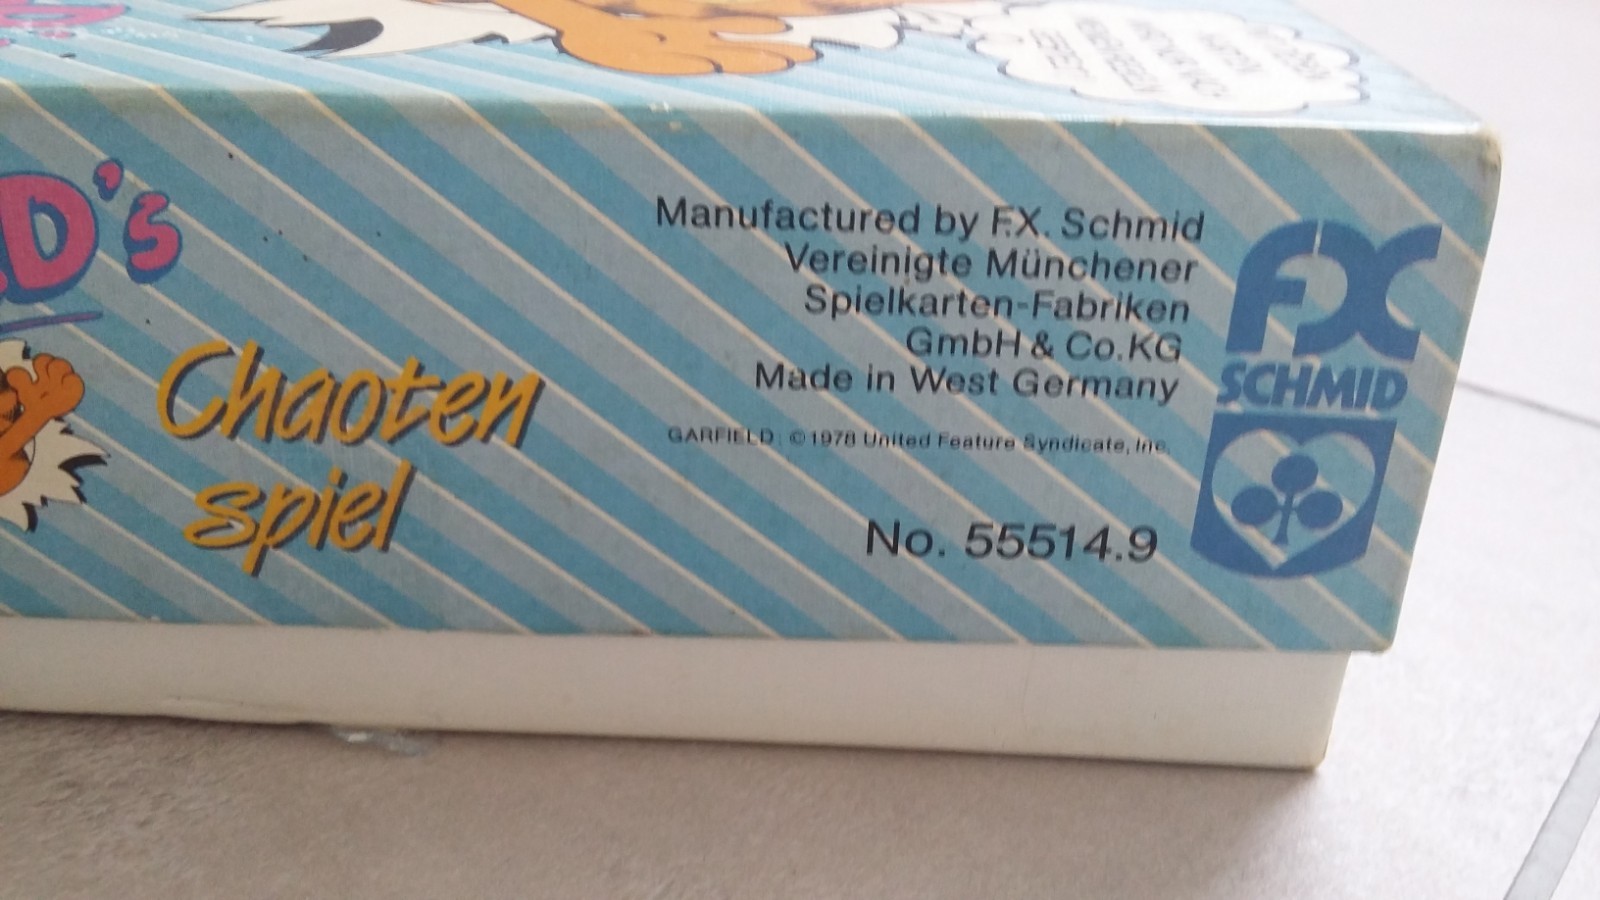 D's
Chaoten
spiel
Manufactured by F.X. Schmid
Vereinigte Münchener
Spielkarten-Fabriken
GmbH & Co.KG
Made in West Germany
GARFIELD: © 1978 United Feature Syndicate, Inc.
No. 55514.9
FX
SCHMID